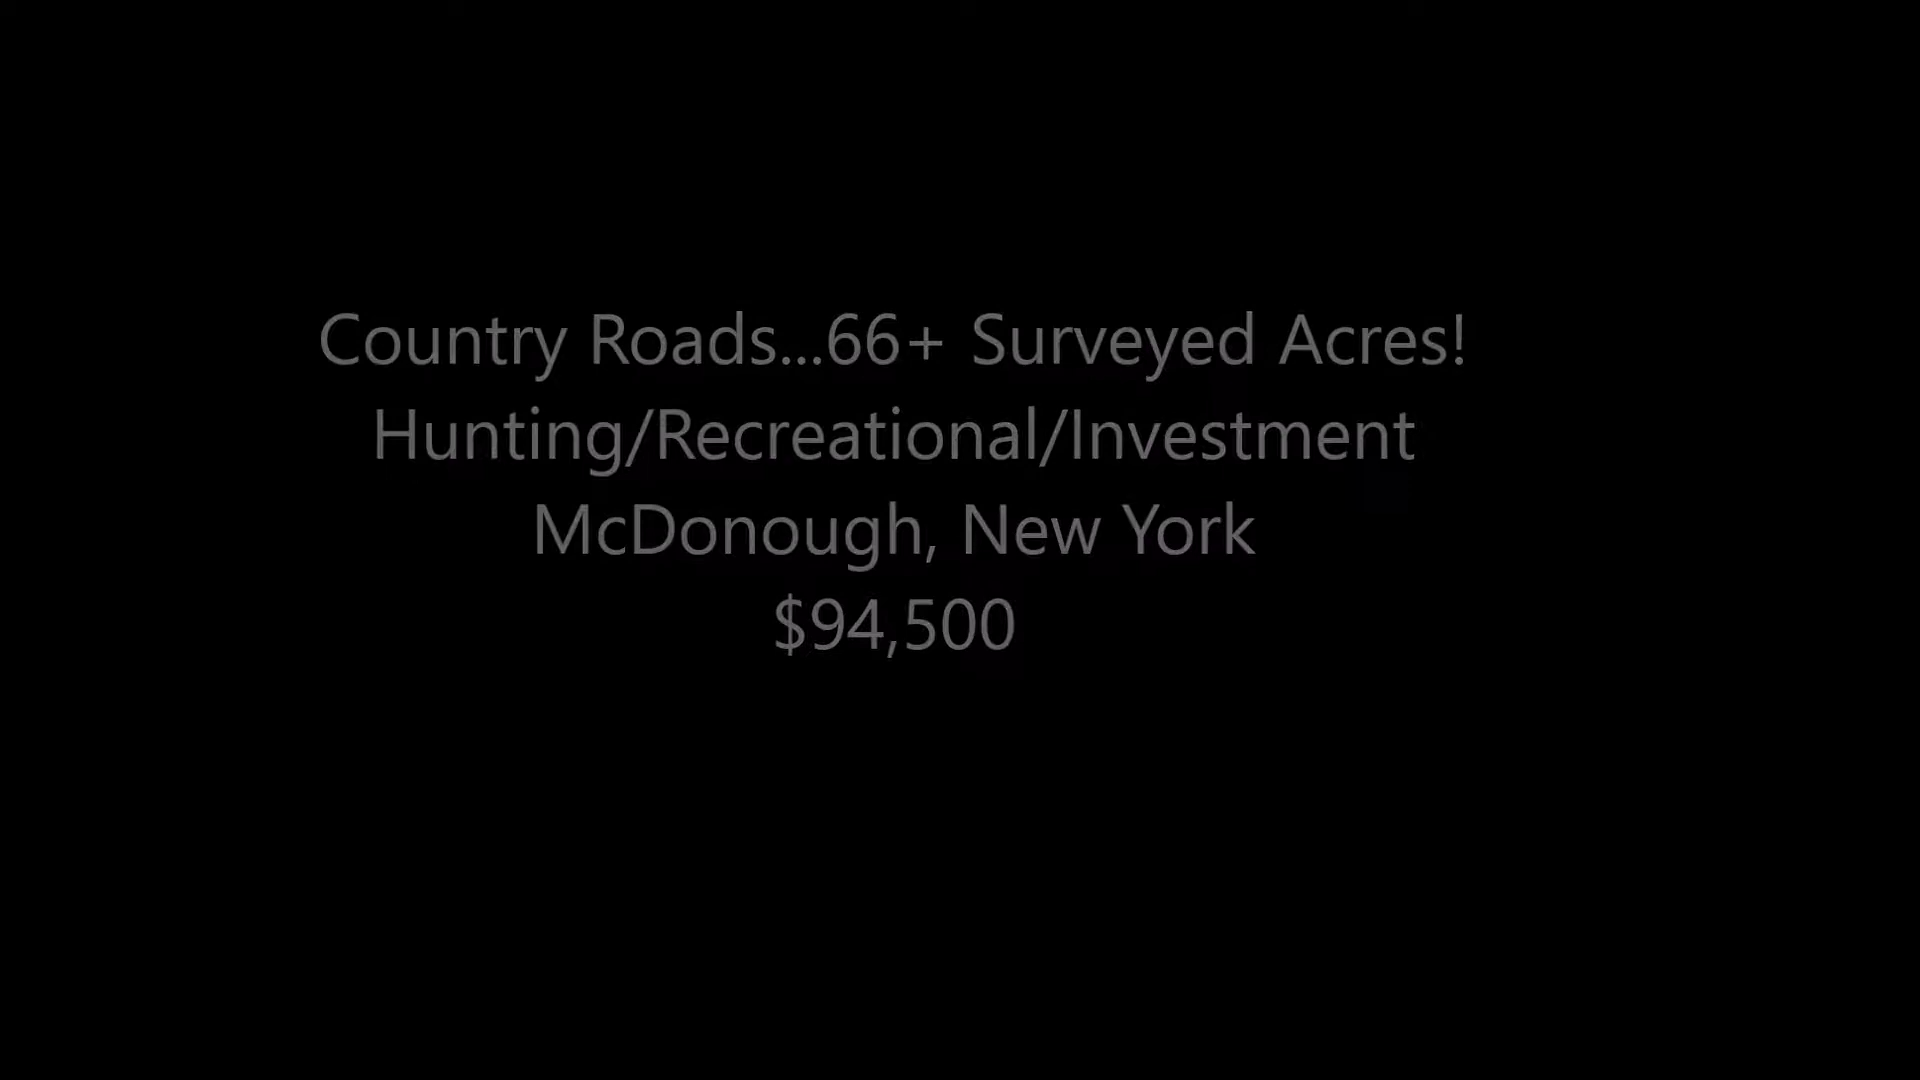 Country Roads...66+ Surveyed Acres!
Hunting/Recreational/Investment
McDonough, New York
$94,500